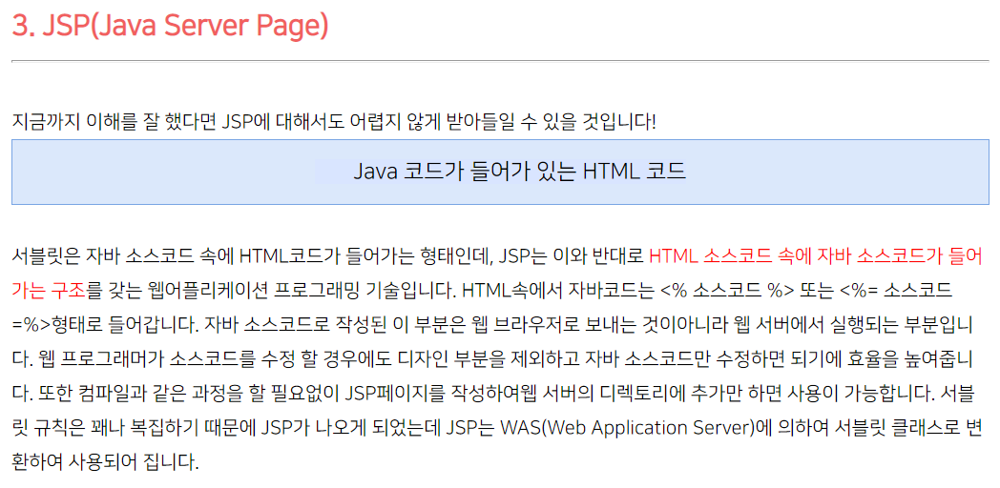 3. JSP(Java Server Page)
지금까지 이해를 잘 했다면 JSP에 대해서도 어렵지 않게 받아들일 수 있을 것입니다!
Java 코드가 들어가 있는 HTML 코드
서블릿은 자바 소스코드 속에 HTML코드가 들어가는 형태인데, JSP는 이와 반대로 HTML 소스코드 속에 자바 소스코드가 들어
가는 구조를 갖는 웹어플리케이션 프로그래밍 기술입니다. HTML속에서 자바코드는 <% 소스코드 %> 또는 <%= 소스코드
=%>형태로 들어갑니다. 자바 소스코드로 작성된 이 부분은 웹 브라우저로 보내는 것이아니라 웹 서버에서 실행되는 부분입니
다. 웹 프로그래머가 소스코드를 수정 할 경우에도 디자인 부분을 제외하고 자바 소스코드만 수정하면 되기에 효율을 높여줍니
다. 또한 컴파일과 같은 과정을 할 필요없이 JSP페이지를 작성하여웹 서버의 디렉토리에 추가만 하면 사용이 가능합니다. 서블
릿 규칙은 꽤나 복집하기 때문에 JSP가 나오게 되었는데 JSP는 WAS(Web Application Server)에 의하여 서블릿 클래스로 변
환하여 사용되어 집니다.